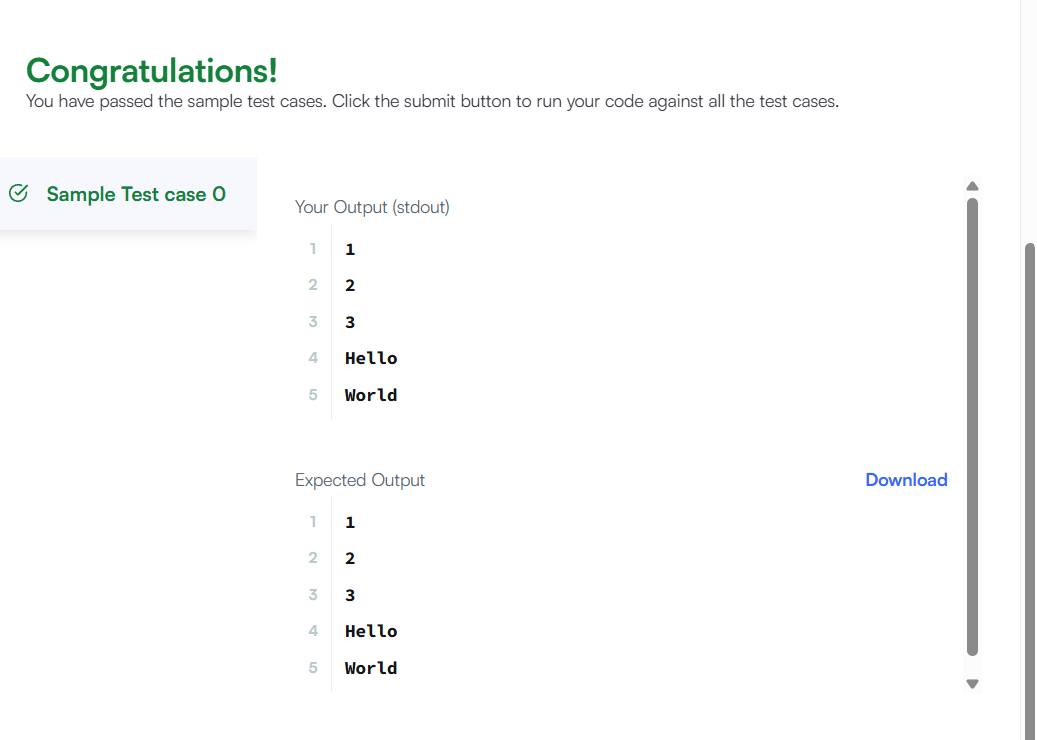 Congratulations!
You have passed the sample test cases. Click the submit button to run your code against all the test cases.
Sample Test case 0
Your Output (stdout)
1 1
2 2
3 3
4 Hello
5 World
Expected Output Download
1 1
2 2
3 3
4 Hello
5 World